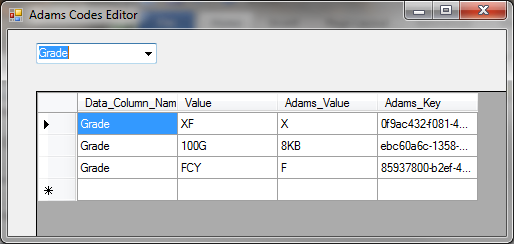 Adams Codes Editor
Grade
Data_Column_Nam Value Adams_Value Adams_Key
Grade XF X 0f9ac432-f081-4...
Grade 100G 8KB ebc60a6c-1358-...
Grade FCY F 85937800-b2ef-4...